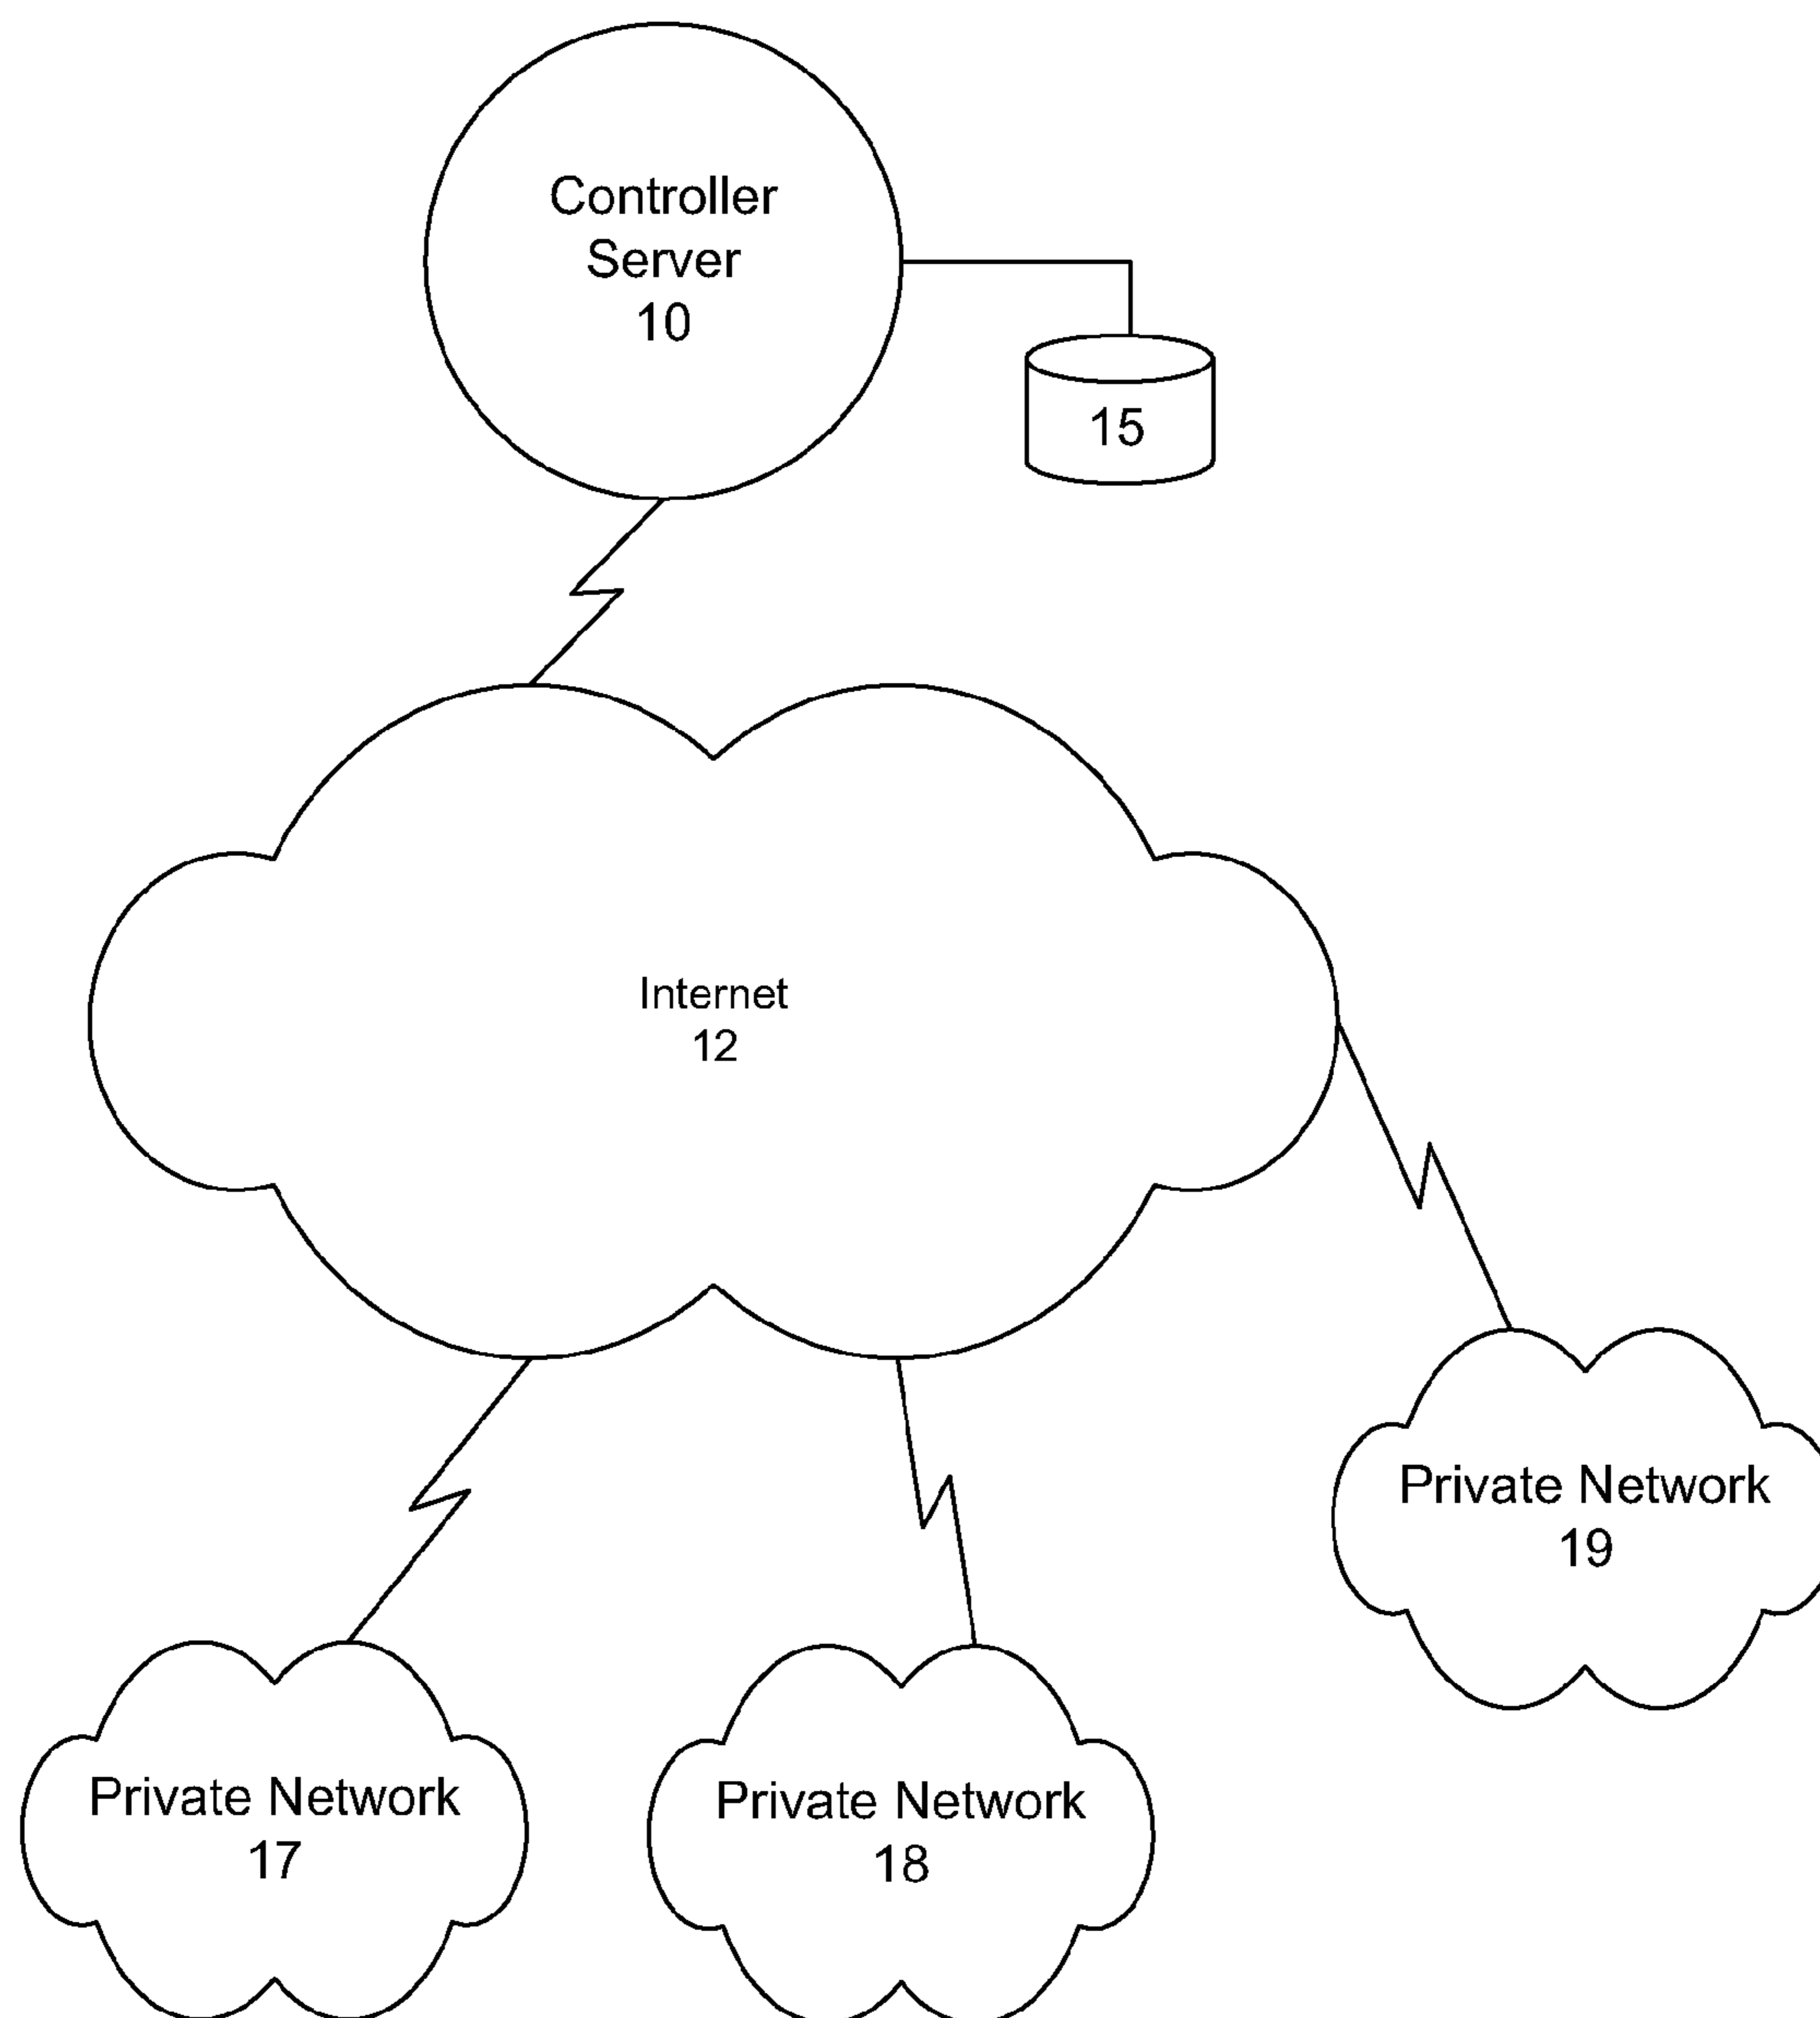 Controller
Server
10
15
Internet
12
Private Network
19
Private Network
17
Private Network
18